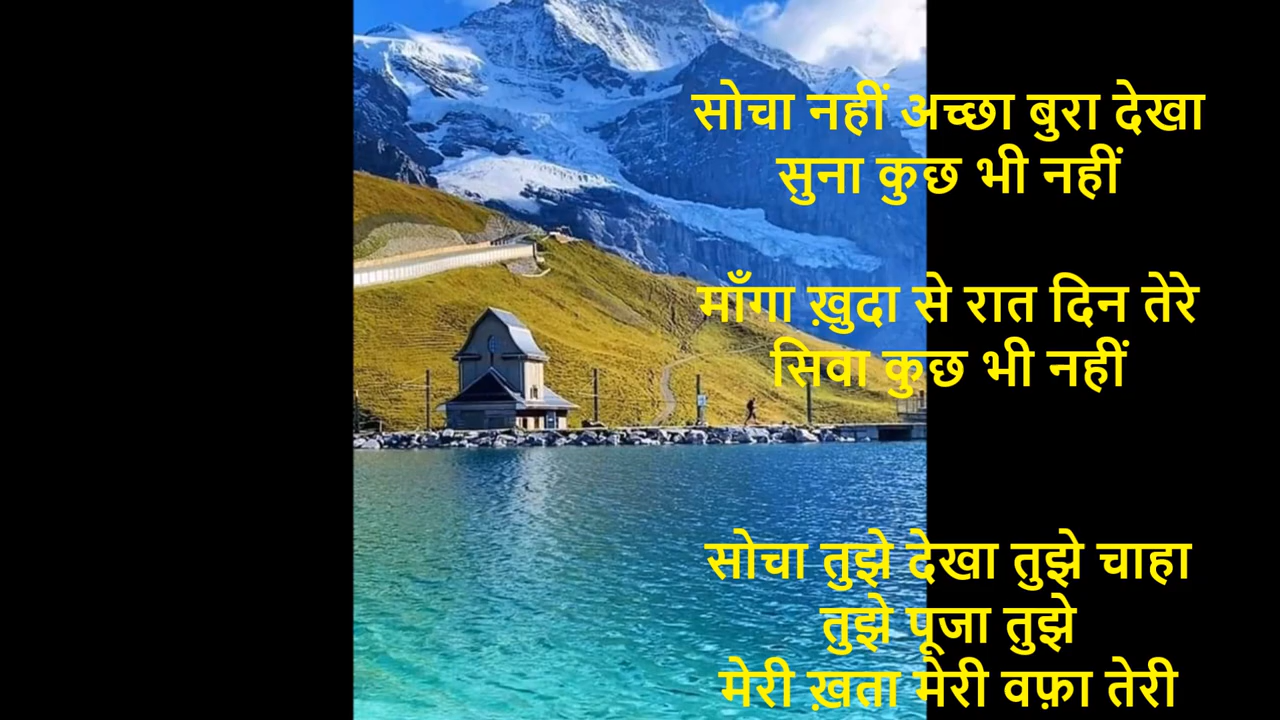 सोचा नहीं अच्छा बुरा देखा
सुना कुछ भी नहीं
माँगा ख़ुदा से रात दिन तेरे
सिवा कुछ भी नहीं
सोचा तुझे देखा तुझे चाहा
तुझे पूजा तुझे
मेरी ख़ता मेरी वफ़ा तेरी